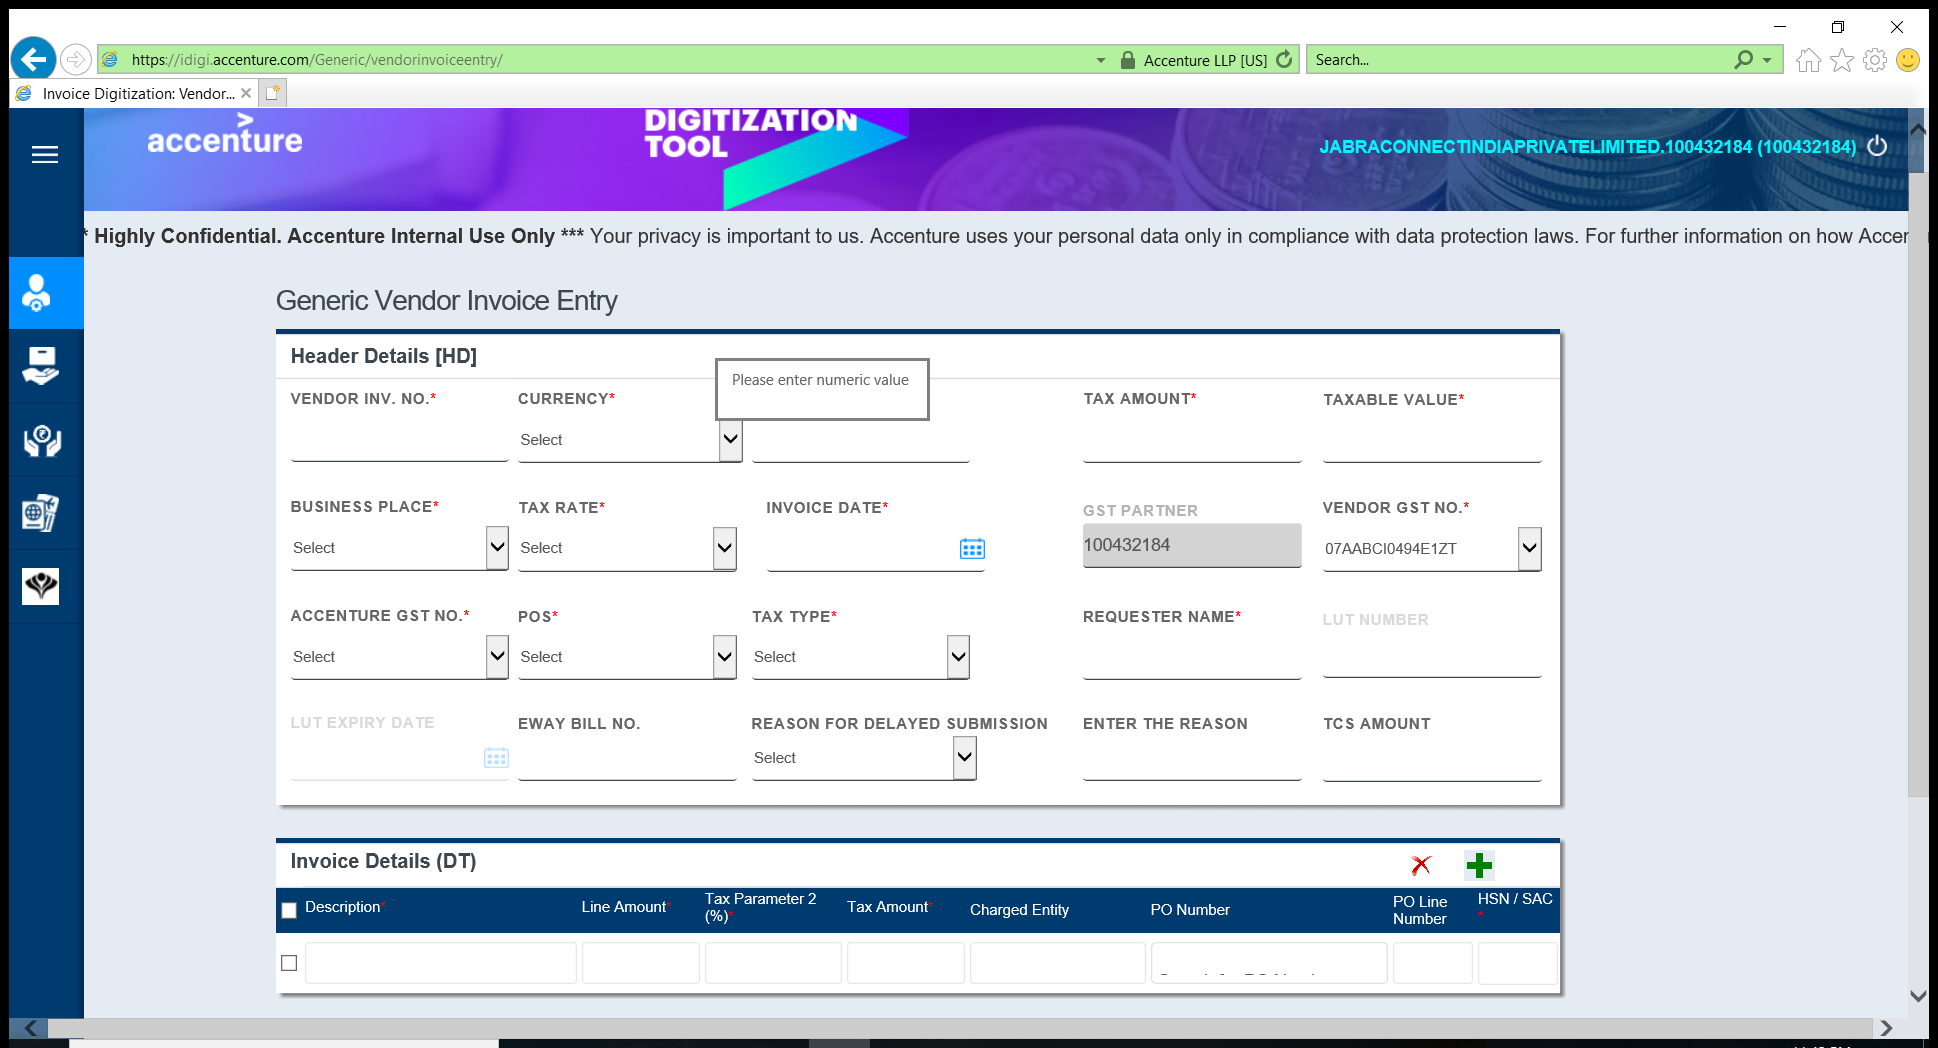 https://idigi.accenture.com/Generic/vendorinvoiceentry/
Accenture LLP [US]
Search...
Invoice Digitization: Vendor...
accenture
DIGITIZATION
TOOL
JABRACONNECTINDIAPRIVATELIMITED.100432184 (100432184)
* Highly Confidential. Accenture Internal Use Only *** Your privacy is important to us. Accenture uses your personal data only in compliance with data protection laws. For further information on how Accen
Generic Vendor Invoice Entry
Header Details [HD]
Please enter numeric value
VENDOR INV. NO.* CURRENCY* TAX AMOUNT* TAXABLE VALUE*
Select
BUSINESS PLACE* TAX RATE* INVOICE DATE* GST PARTNER VENDOR GST NO.*
Select Select 100432184 07AABCI0494E1ZT
ACCENTURE GST NO.* POS* TAX TYPE* REQUESTER NAME* LUT NUMBER
Select Select Select
LUT EXPIRY DATE EWAY BILL NO. REASON FOR DELAYED SUBMISSION ENTER THE REASON TCS AMOUNT
Select
Invoice Details (DT)
Description* Line Amount* Tax Parameter 2 (%)* Tax Amount* Charged Entity PO Number PO Line Number HSN / SAC *